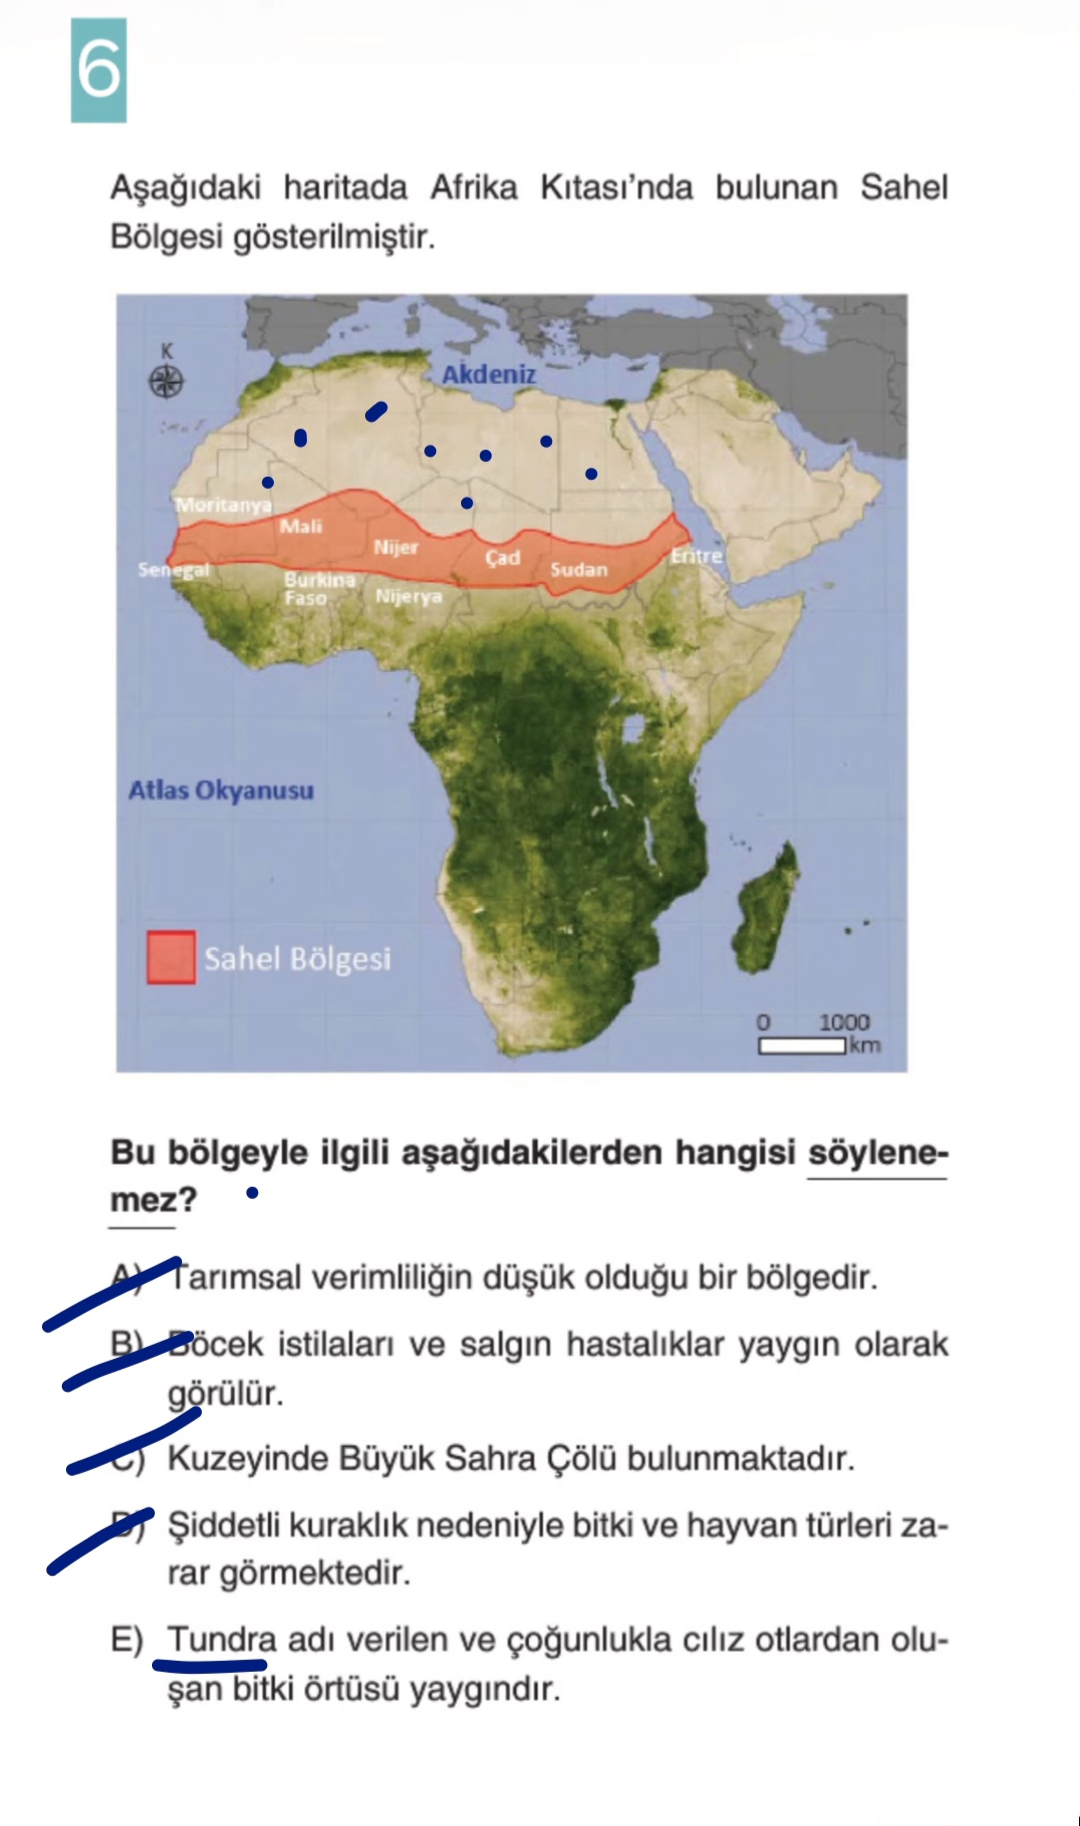 6
Aşağıdaki haritada Afrika Kıtası’nda bulunan Sahel
Bölgesi gösterilmiştir.
K
Akdeniz
Moritanya
Mali
Nijer
Çad
Sudan
Eritre
Senegal
Burkina
Faso
Nijerya
Atlas Okyanusu
Sahel Bölgesi
0 1000
km
Bu bölgeyle ilgili aşağıdakilerden hangisi söylene-
mez?
A) Tarımsal verimliliğin düşük olduğu bir bölgedir.
B) Böcek istilaları ve salgın hastalıklar yaygın olarak
görülür.
C) Kuzeyinde Büyük Sahra Çölü bulunmaktadır.
D) Şiddetli kuraklık nedeniyle bitki ve hayvan türleri za-
rar görmektedir.
E) Tundra adı verilen ve çoğunlukla cılız otlardan olu-
şan bitki örtüsü yaygındır.